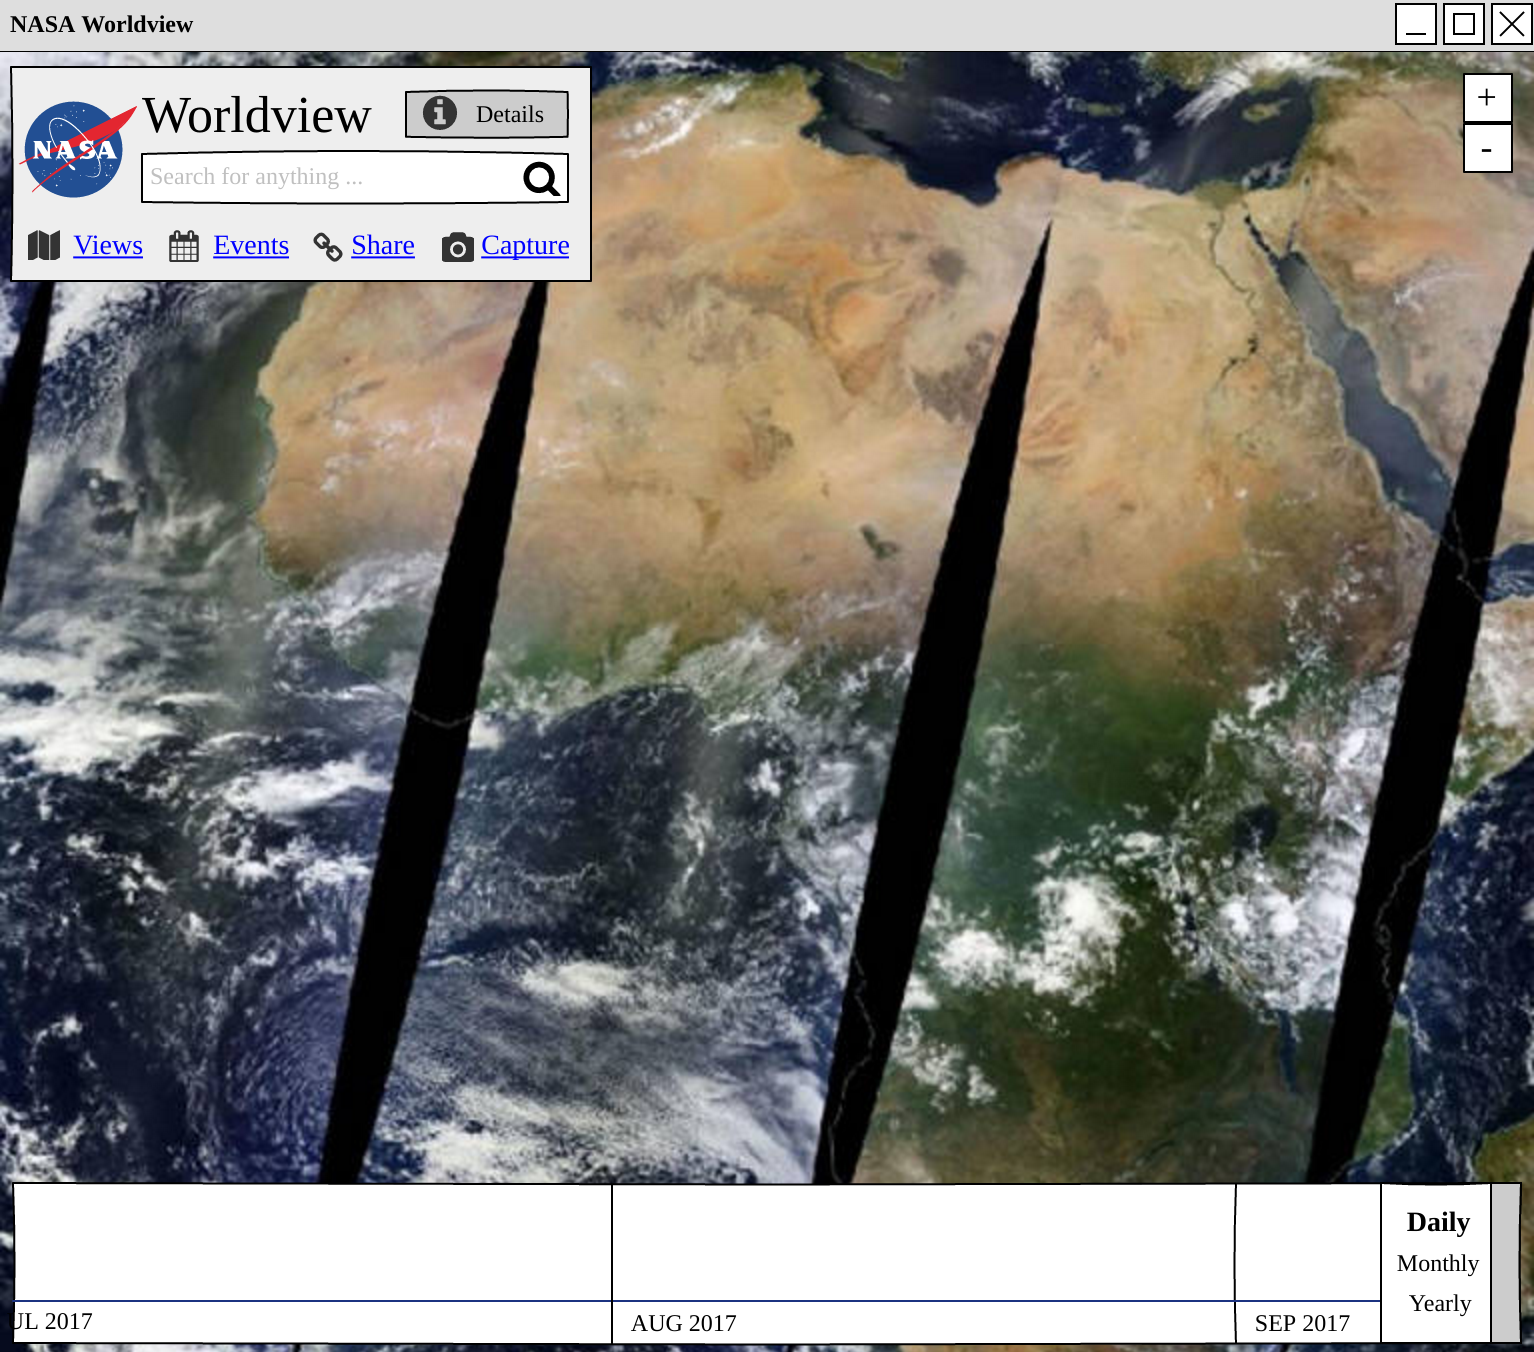 NASA Worldview
Worldview
Details
NASA
Search for anything ...
Views Events Share Capture
+
-
Daily
Monthly
Yearly
UL 2017 AUG 2017 SEP 2017